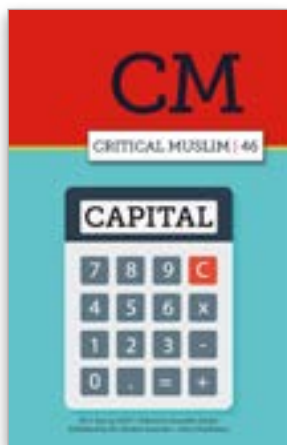 CM
CRITICAL MUSLIM | 46
CAPITAL
7 8 9 C
4 5 6 x
1 2 3 -
0 . = +